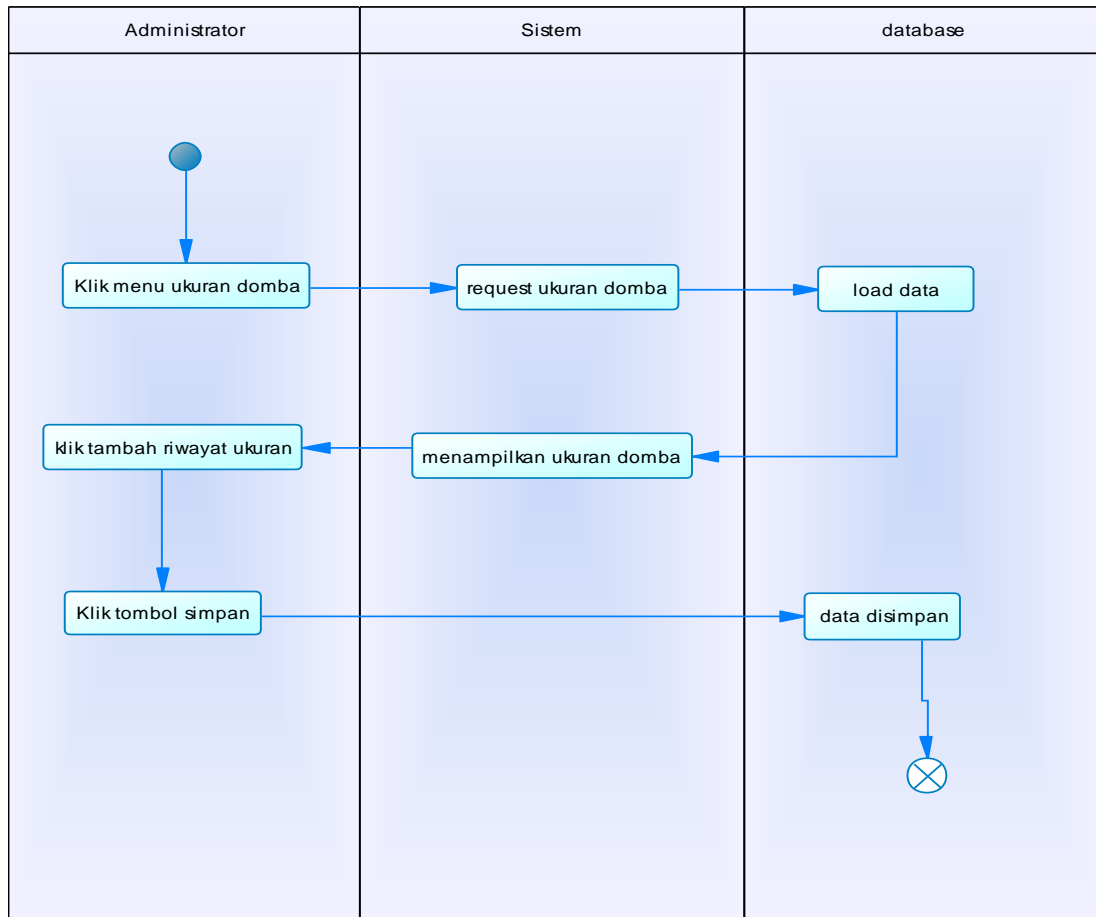 Administrator
Sistem
database
Klik menu ukuran domba
request ukuran domba
load data
klik tambah riwayat ukuran
menampilkan ukuran domba
Klik tombol simpan
data disimpan